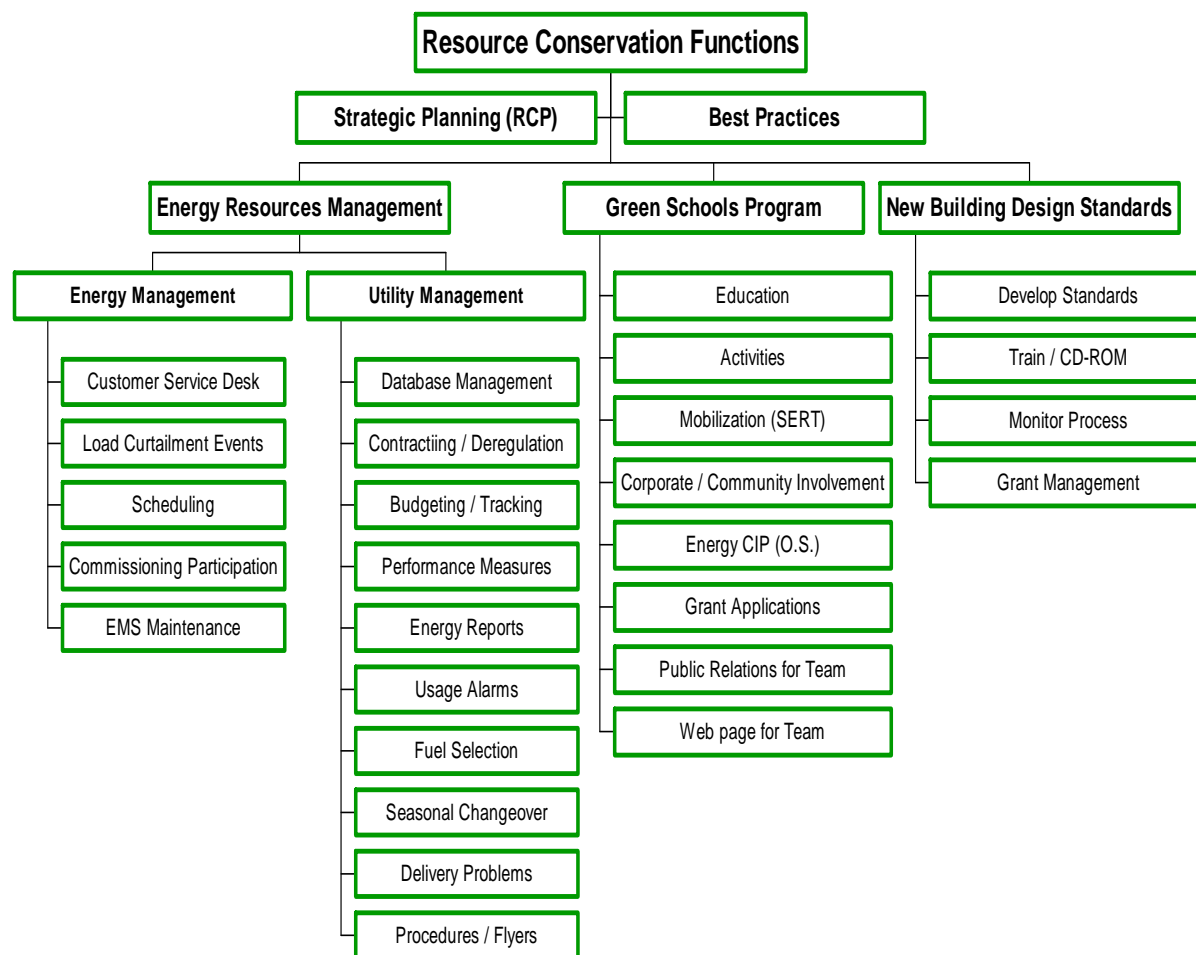 Resource Conservation Functions
Strategic Planning (RCP)
Best Practices
Energy Resources Management
Green Schools Program
New Building Design Standards
Energy Management
Utility Management
Customer Service Desk
Load Curtailment Events
Scheduling
Commissioning Participation
EMS Maintenance
Database Management
Contractiing / Deregulation
Budgeting / Tracking
Performance Measures
Energy Reports
Usage Alarms
Fuel Selection
Seasonal Changeover
Delivery Problems
Procedures / Flyers
Education
Activities
Mobilization (SERT)
Corporate / Community Involvement
Energy CIP (O.S.)
Grant Applications
Public Relations for Team
Web page for Team
Develop Standards
Train / CD-ROM
Monitor Process
Grant Management